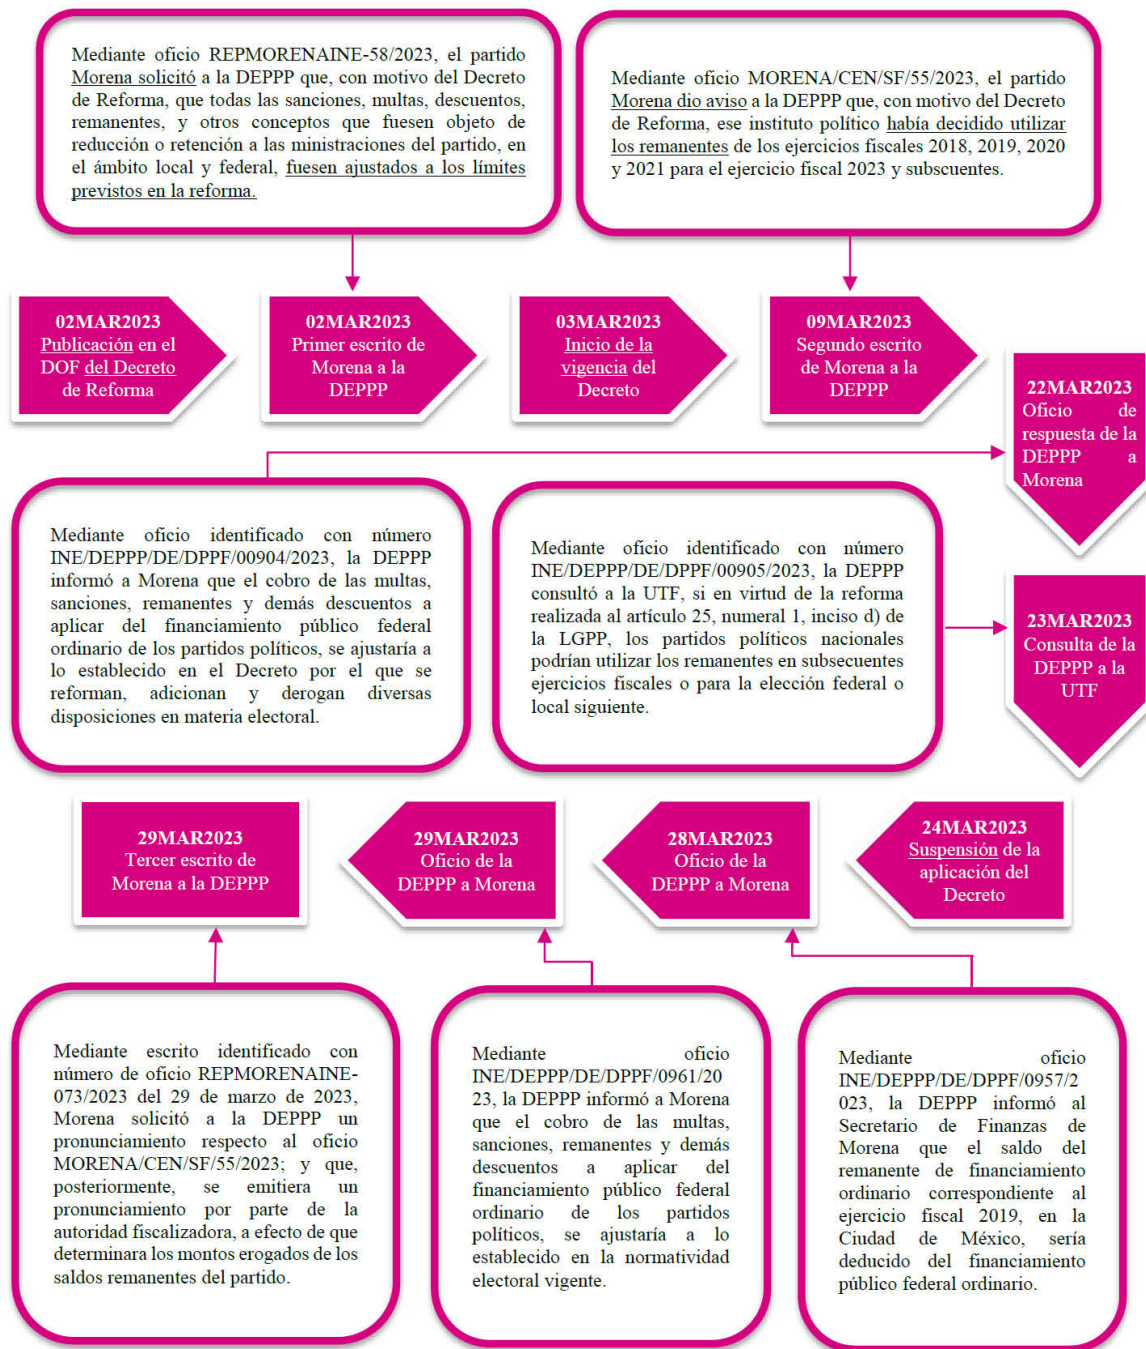 Mediante oficio REPMORENAINE-58/2023, el partido
Morena solicitó a la DEPPP que, con motivo del Decreto
de Reforma, que todas las sanciones, multas, descuentos,
remanentes, y otros conceptos que fuesen objeto de
reducción o retención a las ministraciones del partido, en
el ámbito local y federal, fuesen ajustados a los límites
previstos en la reforma.
Mediante oficio MORENA/CEN/SF/55/2023, el partido
Morena dio aviso a la DEPPP que, con motivo del Decreto
de Reforma, ese instituto político había decidido utilizar
los remanentes de los ejercicios fiscales 2018, 2019, 2020
y 2021 para el ejercicio fiscal 2023 y subscuentes.
02MAR2023
Publicación en el
DOF del Decreto
de Reforma
02MAR2023
Primer escrito de
Morena a la
DEPPP
03MAR2023
Inicio de la
vigencia del
Decreto
09MAR2023
Segundo escrito
de Morena a la
DEPPP
22MAR2023
Oficio de
respuesta de la
DEPPP a
Morena
Mediante oficio identificado con número
INE/DEPPP/DE/DPPF/00904/2023, la DEPPP
informó a Morena que el cobro de las multas,
sanciones, remanentes y demás descuentos a
aplicar del financiamiento público federal
ordinario de los partidos políticos, se ajustaría a
lo establecido en el Decreto por el que se
reforman, adicionan y derogan diversas
disposiciones en materia electoral.
Mediante oficio identificado con número
INE/DEPPP/DE/DPPF/00905/2023, la DEPPP
consultó a la UTF, si en virtud de la reforma
realizada al artículo 25, numeral 1, inciso d) de
la LGPP, los partidos políticos nacionales
podrían utilizar los remanentes en subsecuentes
ejercicios fiscales o para la elección federal o
local siguiente.
23MAR2023
Consulta de la
DEPPP a la
UTF
29MAR2023
Tercer escrito de
Morena a la DEPPP
29MAR2023
Oficio de la
DEPPP a Morena
28MAR2023
Oficio de la
DEPPP a Morena
24MAR2023
Suspensión de la
aplicación del
Decreto
Mediante escrito identificado con
número de oficio REPMORENAINE-
073/2023 del 29 de marzo de 2023,
Morena solicitó a la DEPPP un
pronunciamiento respecto al oficio
MORENA/CEN/SF/55/2023; y que,
posteriormente, se emitiera un
pronunciamiento por parte de la
autoridad fiscalizadora, a efecto de que
determinara los montos erogados de los
saldos remanentes del partido.
Mediante oficio
INE/DEPPP/DE/DPPF/0961/2
023, la DEPPP informó a Morena
que el cobro de las multas,
sanciones, remanentes y demás
descuentos a aplicar del
financiamiento público federal
ordinario de los partidos
políticos, se ajustaría a lo
establecido en la normatividad
electoral vigente.
Mediante oficio
INE/DEPPP/DE/DPPF/0957/2
023, la DEPPP informó al
Secretario de Finanzas de
Morena que el saldo del
remanente de financiamiento
ordinario correspondiente al
ejercicio fiscal 2019, en la
Ciudad de México, sería
deducido del financiamiento
público federal ordinario.